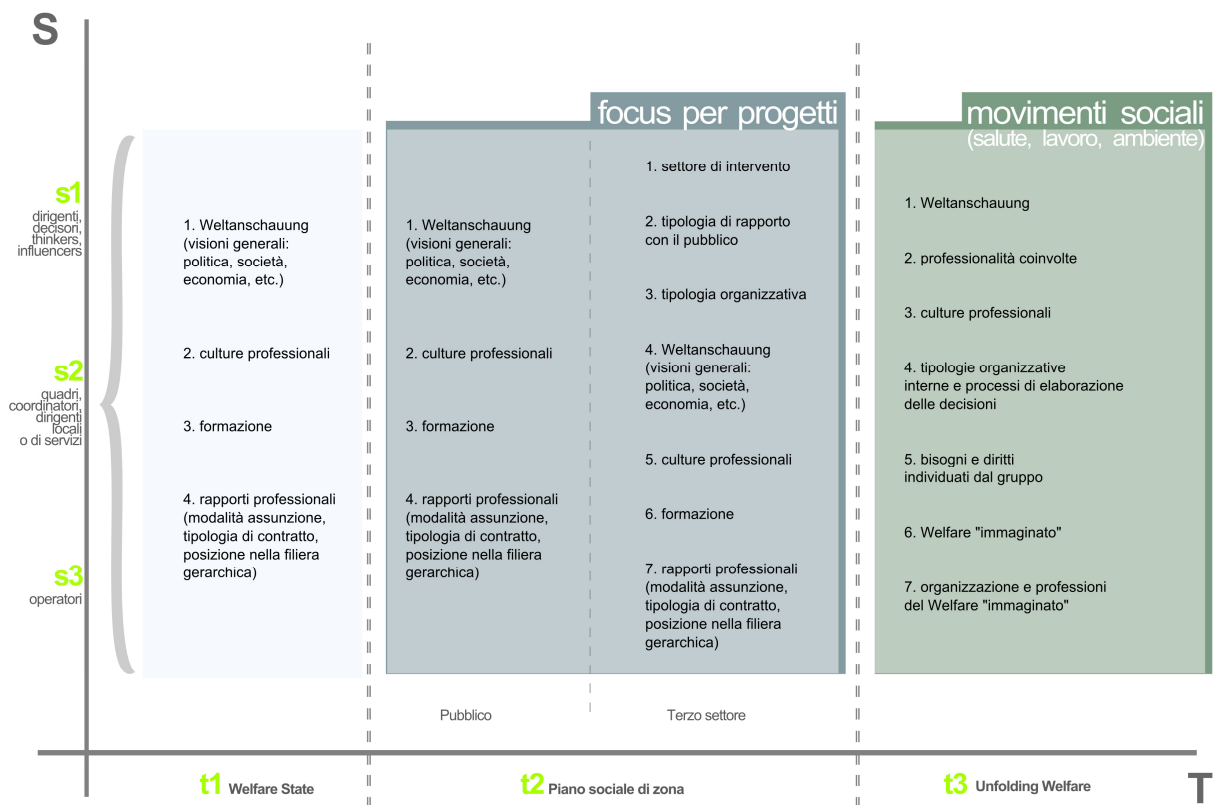 S
s1
dirigenti,
decisori,
thinkers,
influencers
s2
quadri,
coordinatori,
dirigenti
locali
o di servizi
s3
operatori
1. Weltanschauung
(visioni generali:
politica, società,
economia, etc.)
2. culture professionali
3. formazione
4. rapporti professionali
(modalità assunzione,
tipologia di contratto,
posizione nella filiera
gerarchica)
1. Weltanschauung
(visioni generali:
politica, società,
economia, etc.)
2. culture professionali
3. formazione
4. rapporti professionali
(modalità assunzione,
tipologia di contratto,
posizione nella filiera
gerarchica)
focus per progetti
1. settore di intervento
2. tipologia di rapporto
con il pubblico
3. tipologia organizzativa
4. Weltanschauung
(visioni generali:
politica, società,
economia, etc.)
5. culture professionali
6. formazione
7. rapporti professionali
(modalità assunzione,
tipologia di contratto,
posizione nella filiera
gerarchica)
movimenti sociali
(salute, lavoro, ambiente)
1. Weltanschauung
2. professionalità coinvolte
3. culture professionali
4. tipologie organizzative
interne e processi di elaborazione
delle decisioni
5. bisogni e diritti
individuati dal gruppo
6. Welfare "immaginato"
7. organizzazione e professioni
del Welfare "immaginato"
Pubblico
Terzo settore
t1 Welfare State
t2 Piano sociale di zona
t3 Unfolding Welfare
T